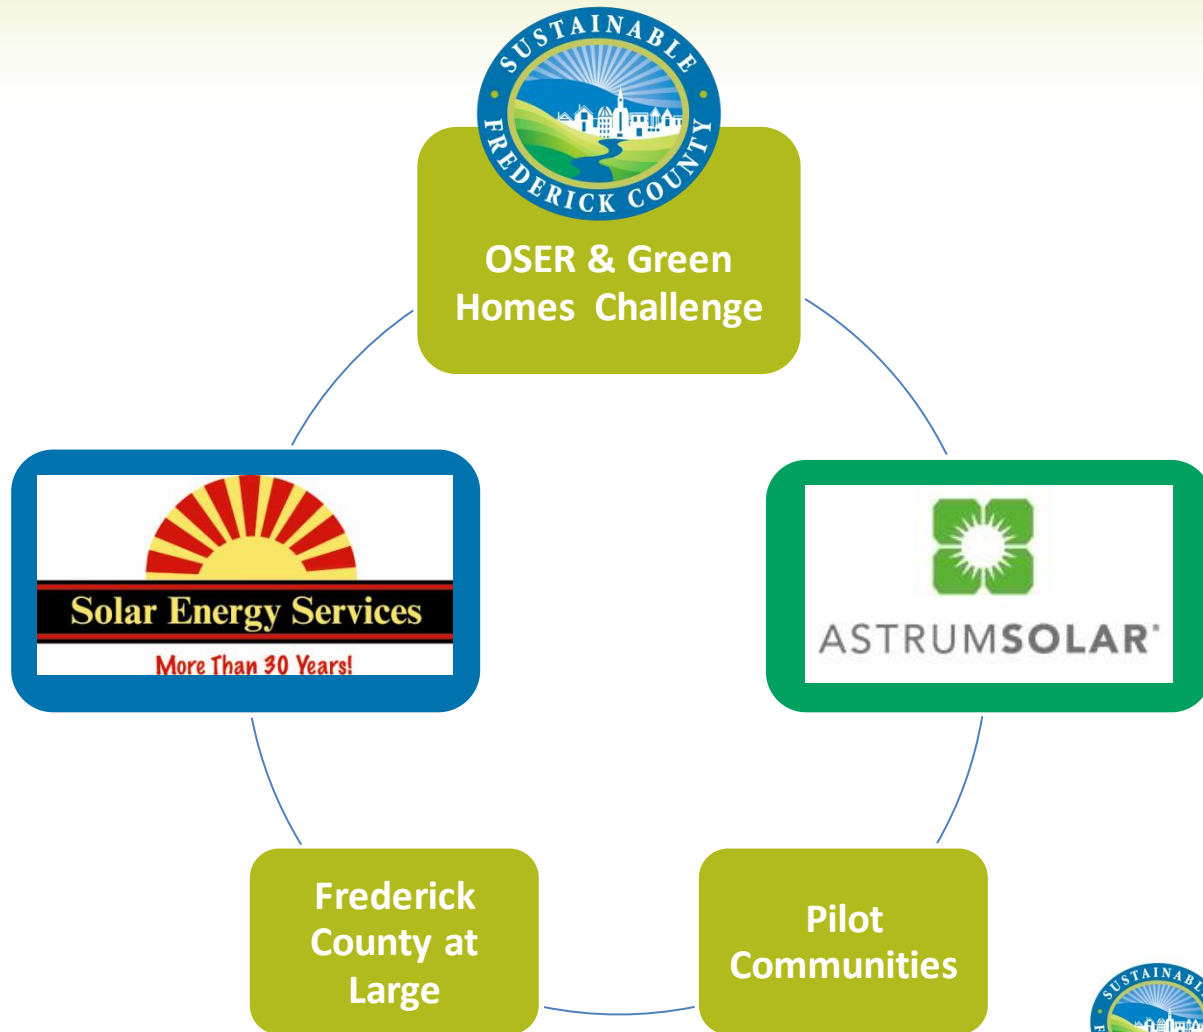 SUSTAINABLE
FREDERICK COUNTY
OSER & Green
Homes Challenge
Solar Energy Services
More Than 30 Years!
ASTRUMSOLAR
Frederick
County at
Large
Pilot
Communities